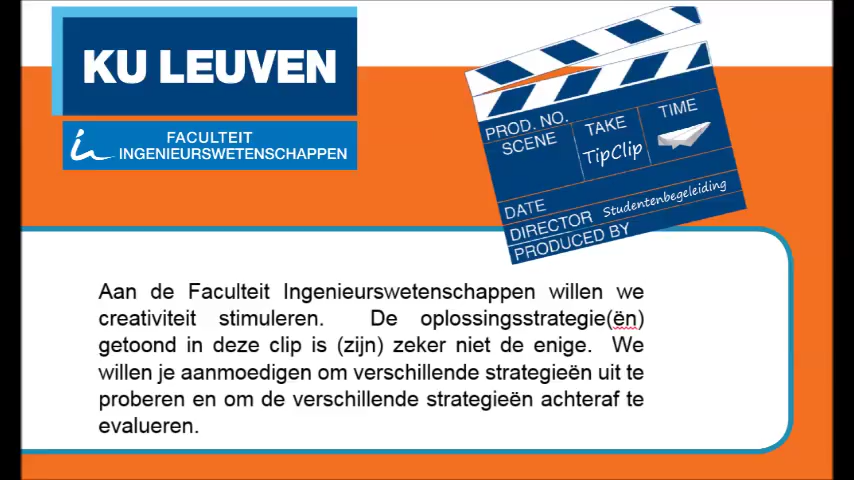 KU LEUVEN
FACULTEIT
INGENIEURSWETENSCHAPPEN
PROD. NO.
SCENE
TAKE
TipClip
TIME
DATE
DIRECTOR Studentenbegeleiding
PRODUCED BY
Aan de Faculteit Ingenieurswetenschappen willen we
creativiteit stimuleren. De oplossingsstrategie(ën)
getoond in deze clip is (zijn) zeker niet de enige. We
willen je aanmoedigen om verschillende strategieën uit te
proberen en om de verschillende strategieën achteraf te
evalueren.